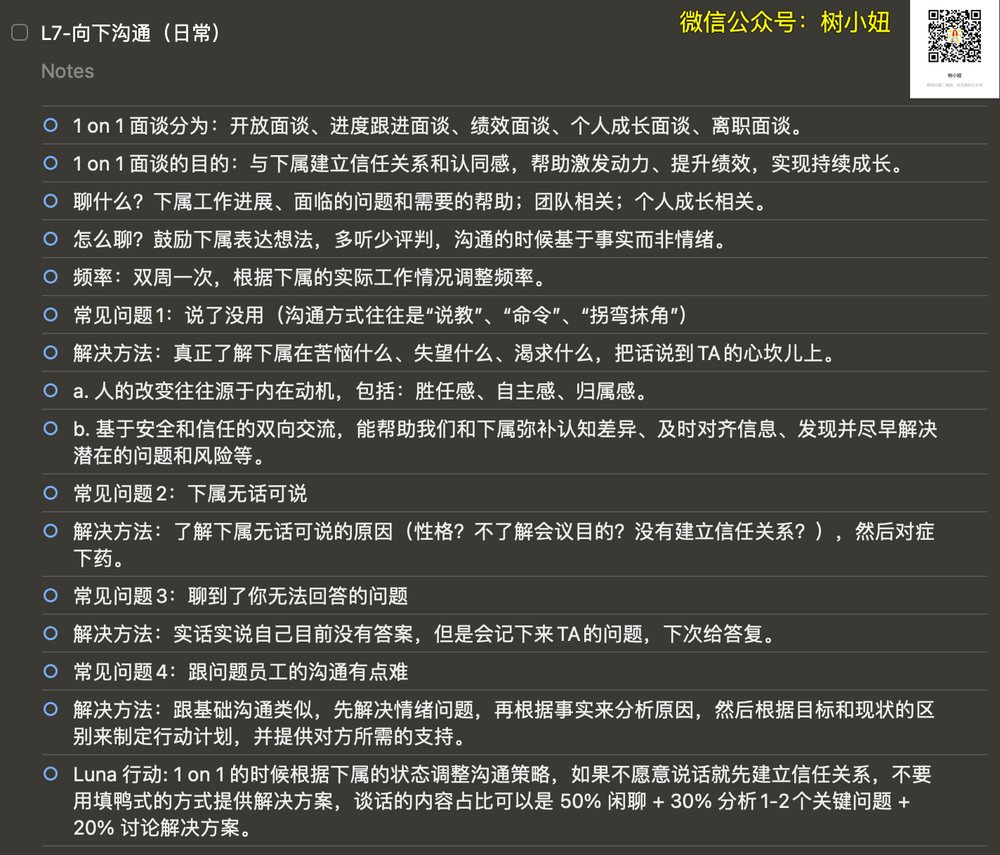 L7-向下沟通（日常）
微信公众号：树小妞
树小妞
Notes
1 on 1 面谈分为：开放面谈、进度跟进面谈、绩效面谈、个人成长面谈、离职面谈。
1 on 1 面谈的目的：与下属建立信任关系和认同感，帮助激发动力、提升绩效，实现持续成长。
聊什么？下属工作进展、面临的问题和需要的帮助；团队相关；个人成长相关。
怎么聊？鼓励下属表达想法，多听少评判，沟通的时候基于事实而非情绪。
频率：双周一次，根据下属的实际工作情况调整频率。
常见问题1：说了没用（沟通方式往往是“说教”、“命令”、“拐弯抹角”）
解决方法：真正了解下属在苦恼什么、失望什么、渴求什么，把话说到TA的心坎儿上。
a. 人的改变往往源于内在动机，包括：胜任感、自主感、归属感。
b. 基于安全和信任的双向交流，能帮助我们和下属弥补认知差异、及时对齐信息、发现并尽早解决
潜在的问题和风险等。
常见问题2：下属无话可说
解决方法：了解下属无话可说的原因（性格？不了解会议目的？没有建立信任关系？），然后对症
下药。
常见问题3：聊到了你无法回答的问题
解决方法：实话实说自己目前没有答案，但是会记下来TA的问题，下次给答复。
常见问题4：跟问题员工的沟通有点难
解决方法：跟基础沟通类似，先解决情绪问题，再根据事实来分析原因，然后根据目标和现状的区
别来制定行动计划，并提供对方所需的支持。
Luna 行动: 1 on 1 的时候根据下属的状态调整沟通策略，如果不愿意说话就先建立信任关系，不要
用填鸭式的方式提供解决方案，谈话的内容占比可以是 50% 闲聊 + 30% 分析1-2个关键问题 +
20% 讨论解决方案。